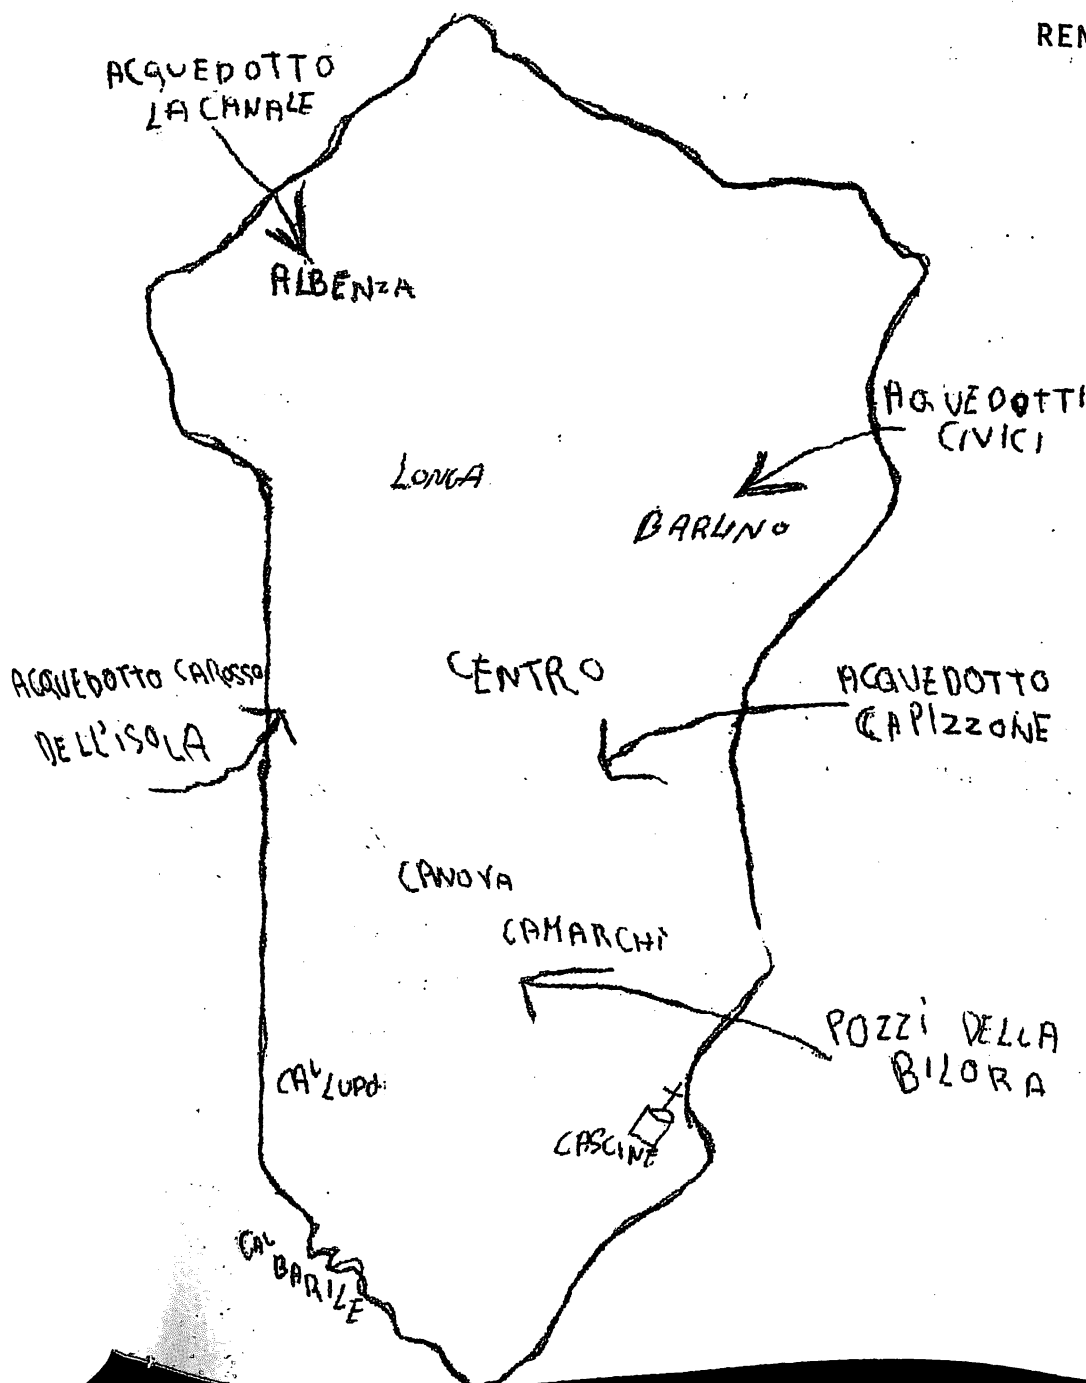 REN
ACQUEDOTTO
LA CANALE
ALBENZA
ACQUEDOTTI
CIVICI
LONGA
BARLINO
CENTRO
ACQUEDOTTO CAROSSO
DELL'ISOLA
ACQUEDOTTO
CAPIZZONE
CANOVA
CAMARCHÌ
POZZI DELLA
BILORA
CA' LUPO
CASCINE
CA'
BARILE